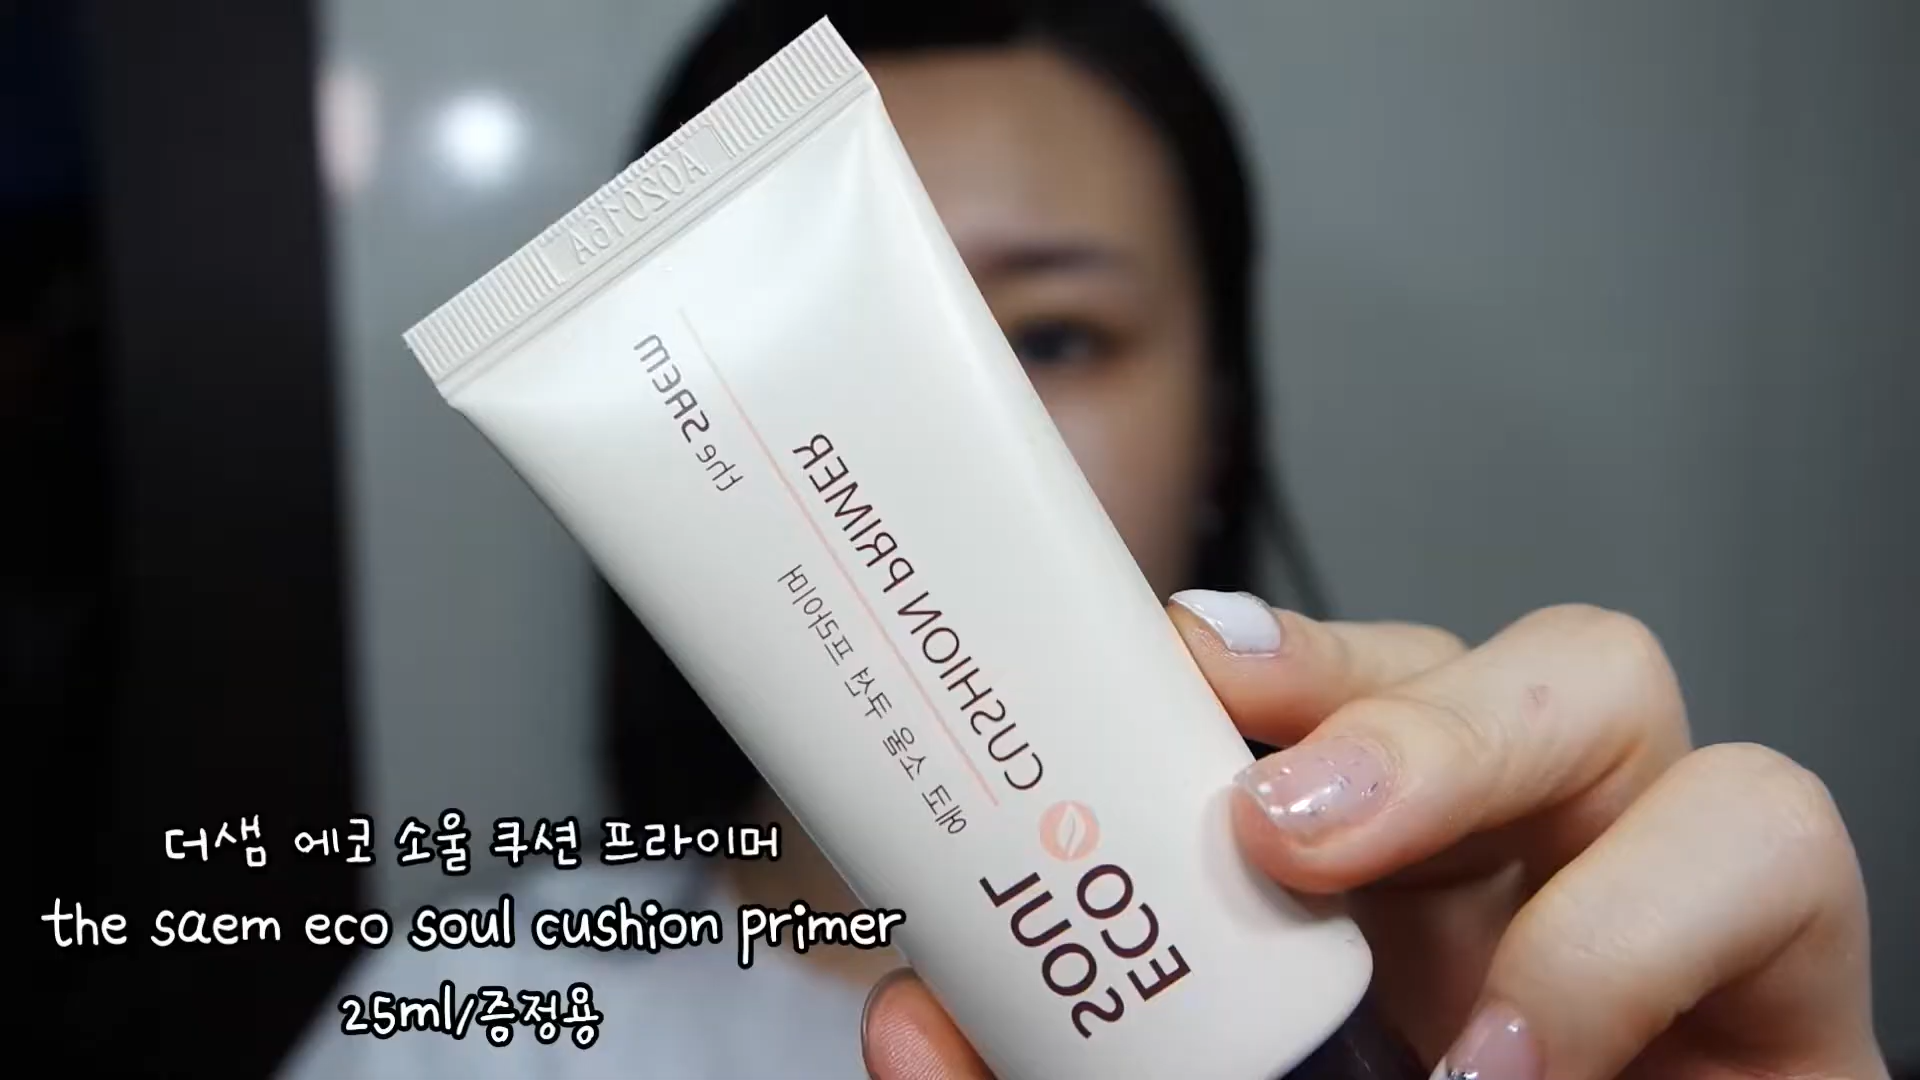 AQ2016A
the SAEM
CUSHION PRIMER
에코 소울 쿠션 프라이머
ECO
SOUL
더샘 에코 소울 쿠션 프라이머
the saem eco soul cushion primer
25ml/증정용